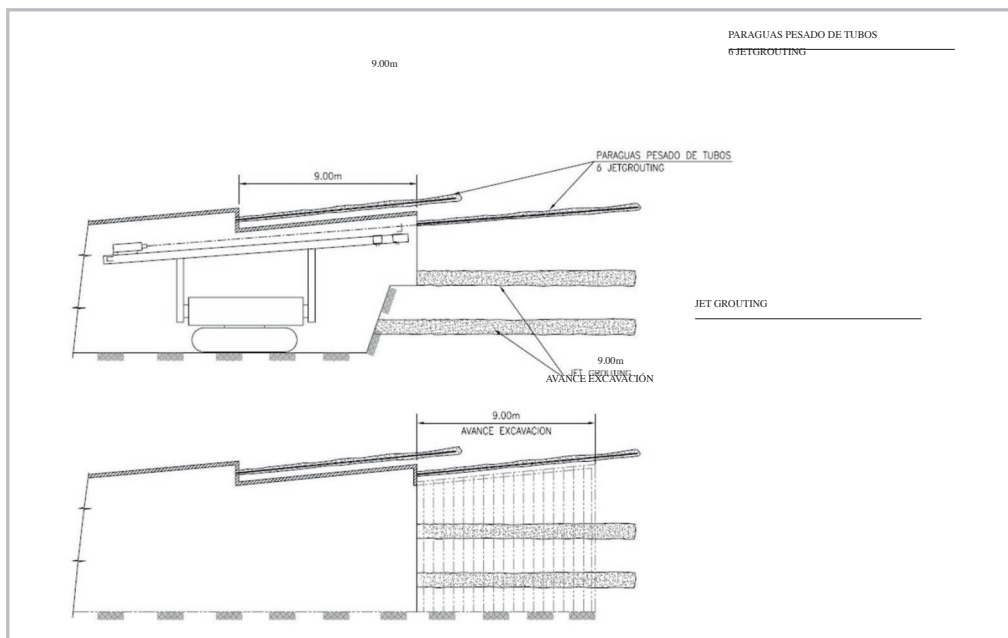 PARAGUAS PESADO DE TUBOS
6 JETGROUTING
9.00m
PARAGUAS PESADO DE TUBOS
6 JETGROUTING
9.00m
JET GROUTING
9.00m
JET GROUTING
AVANCE EXCAVACIÓN
9.00m
AVANCE EXCAVACION